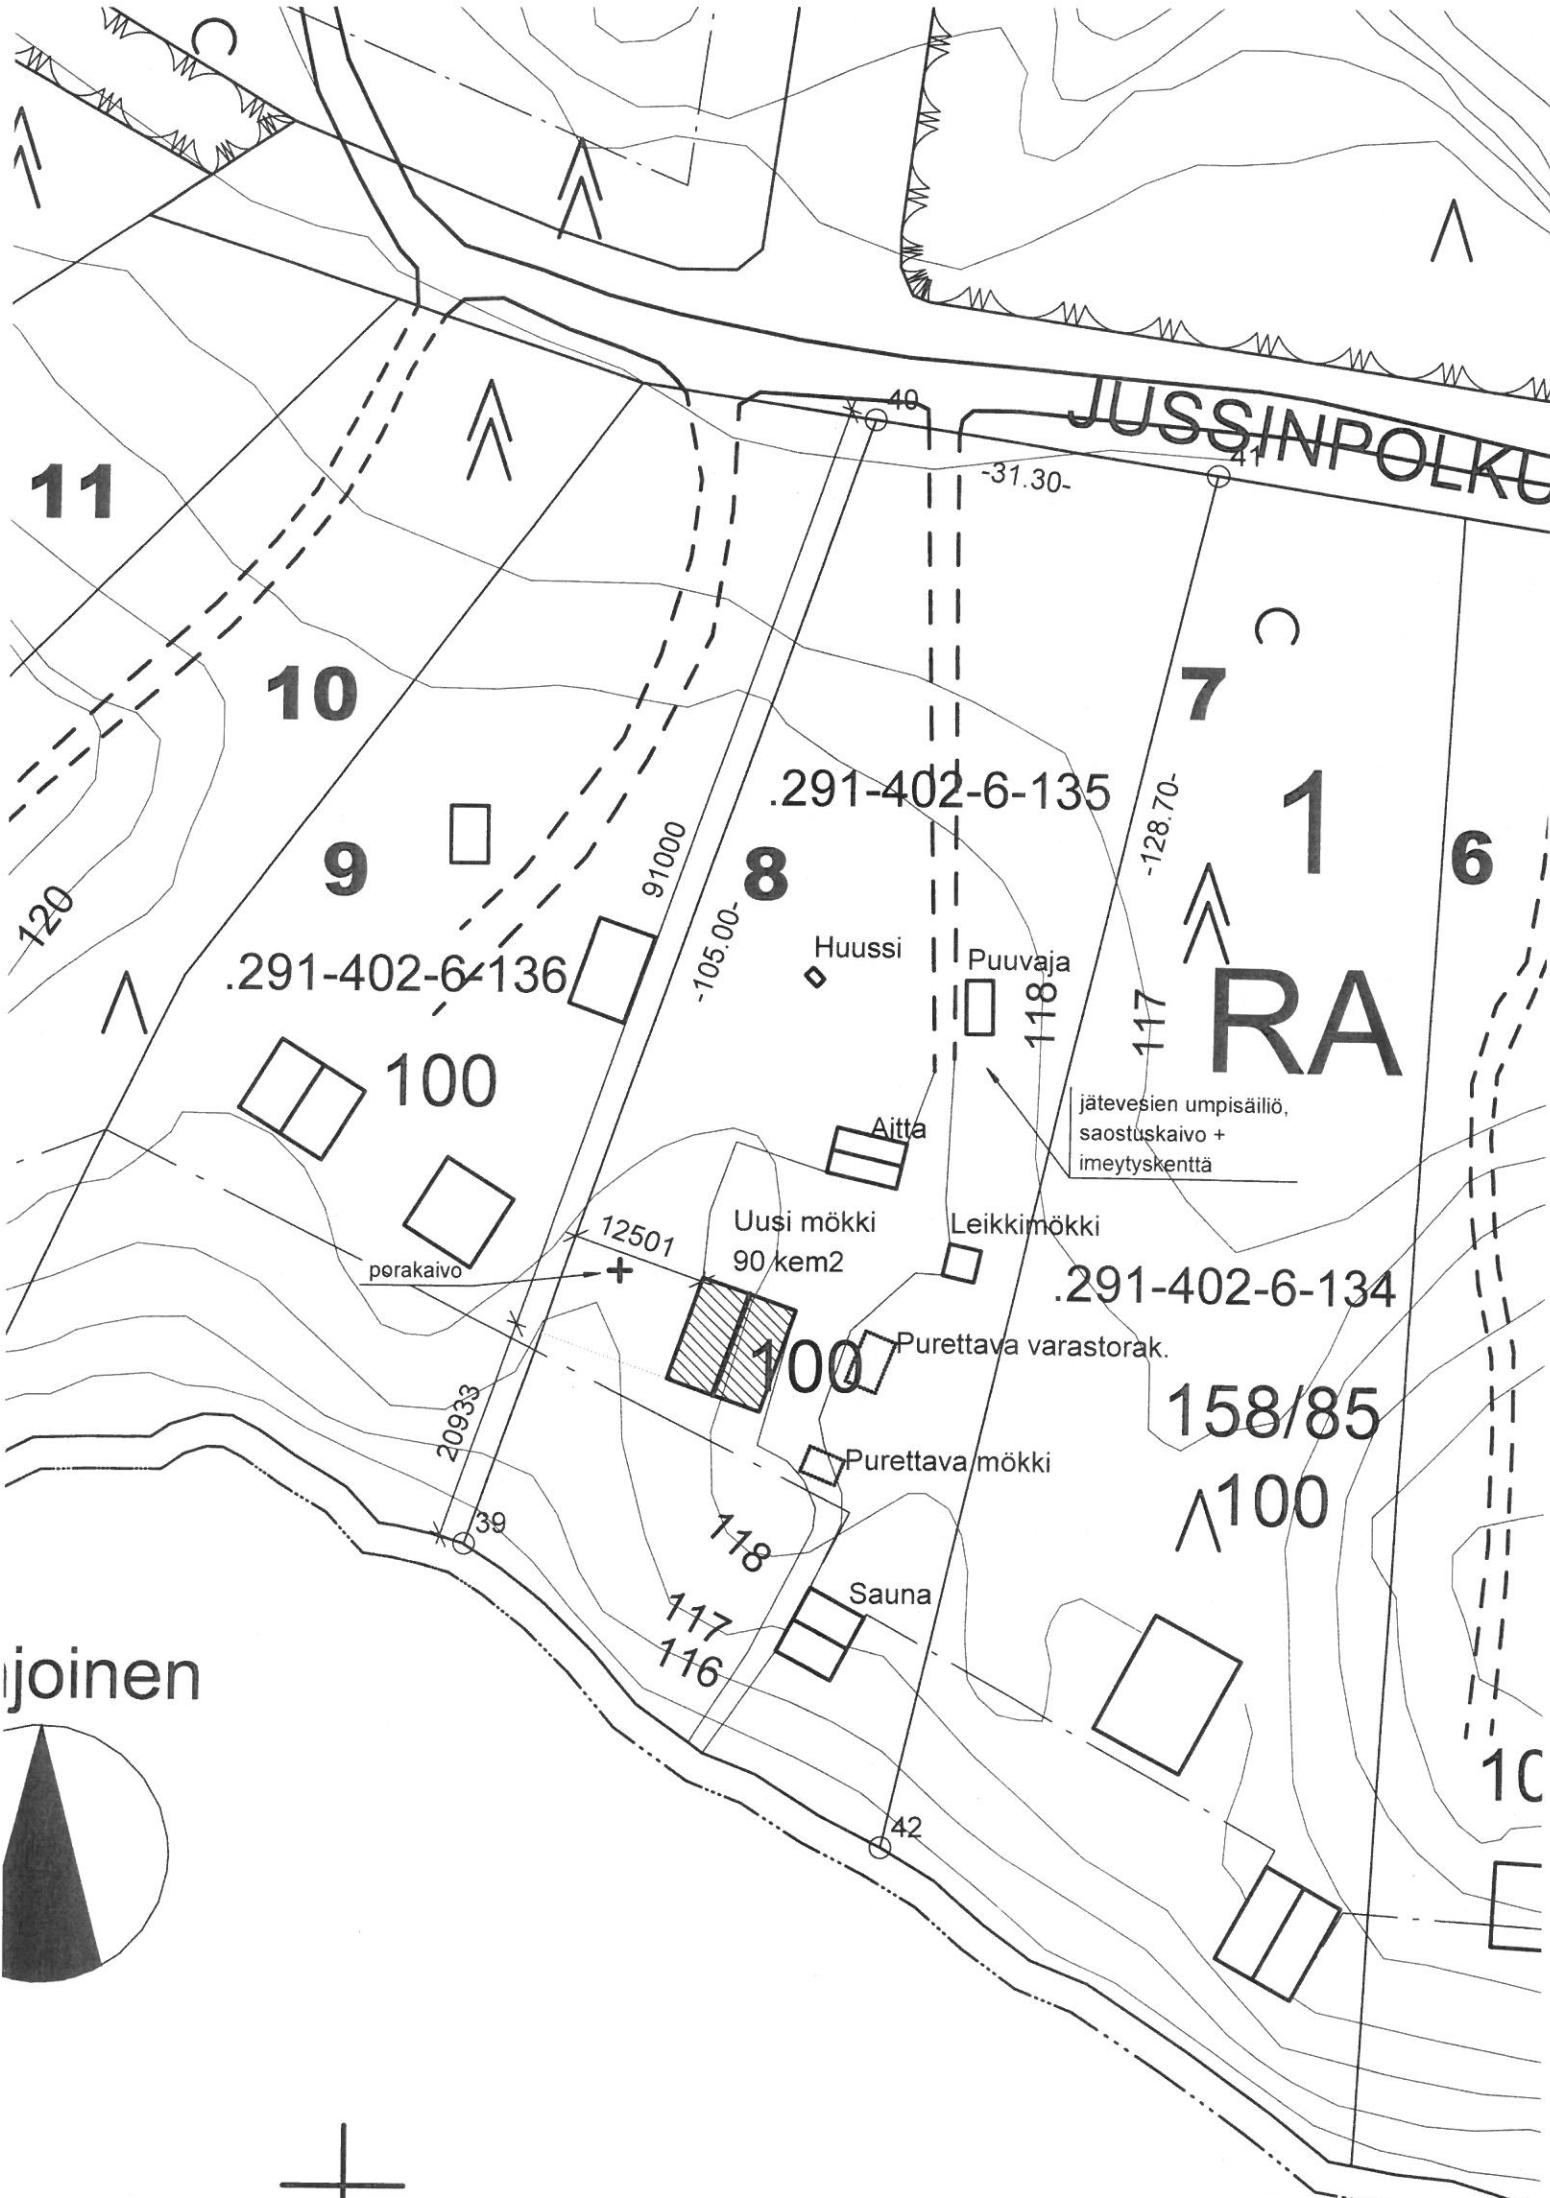 40
JUSSINPOLKU
41
-31.30-
11
10
7
.291-402-6-135
1
-128.70-
91000
9
8
6
120
-105.00-
Huussi
Puuvaja
.291-402-6-136
118
117
RA
100
jätevesien umpisäiliö,
saostuskaivo +
imeytyskenttä
Aitta
Uusi mökki
90 kem2
Leikkimökki
12501
porakaivo
.291-402-6-134
100
Purettava varastorak.
158/85
20933
Purettava mökki
100
39
118
Sauna
117
116
joinen
10
42